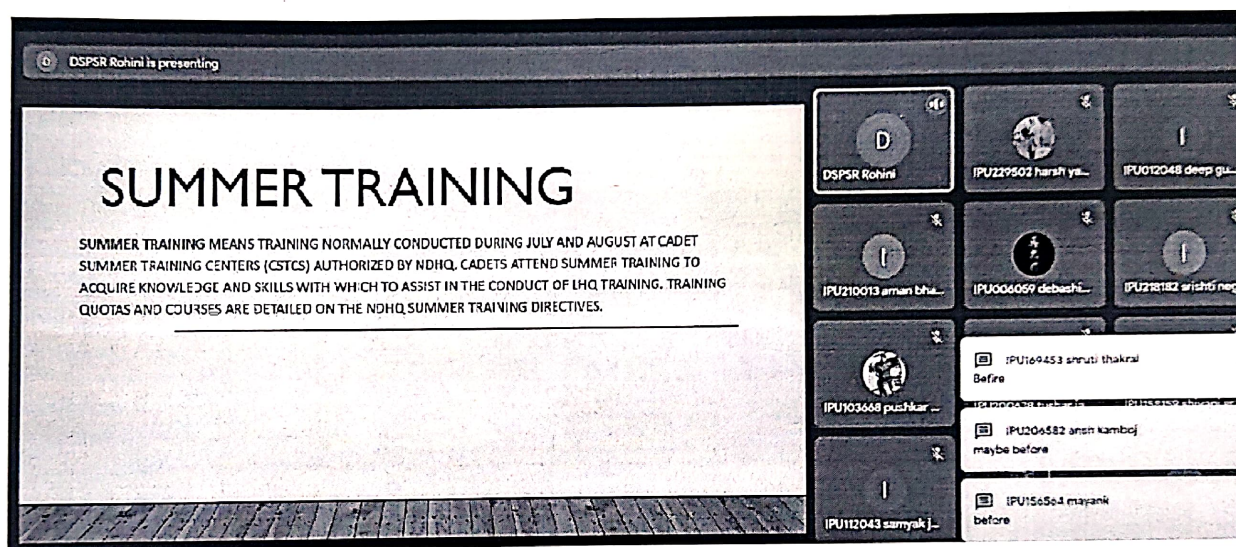 D DSPSR Rohini is presenting
SUMMER TRAINING
SUMMER TRAINING MEANS TRAINING NORMALLY CONDUCTED DURING JULY AND AUGUST AT CADET
SUMMER TRAINING CENTERS (CSTCS) AUTHORIZED BY NDHQ. CADETS ATTEND SUMMER TRAINING TO
ACQUIRE KNOWLEDGE AND SKILLS WITH WHICH TO ASSIST IN THE CONDUCT OF LHQ TRAINING. TRAINING
QUOTAS AND COURSES ARE DETAILED ON THE NDHQ SUMMER TRAINING DIRECTIVES.
D
DSPSR Rohini
IPU229502 harsh ya...
I
IPU012048 deep gu...
I
IPU210013 aman bha...
IPU006059 debashi...
I
IPU218182 srishti neg
IPU103668 pushkar ...
I
IPU112043 samyak j...
IPU169453 shruti thakral
Befire
IPU206582 ansh kamboj
maybe before
IPU156564 mayank
before